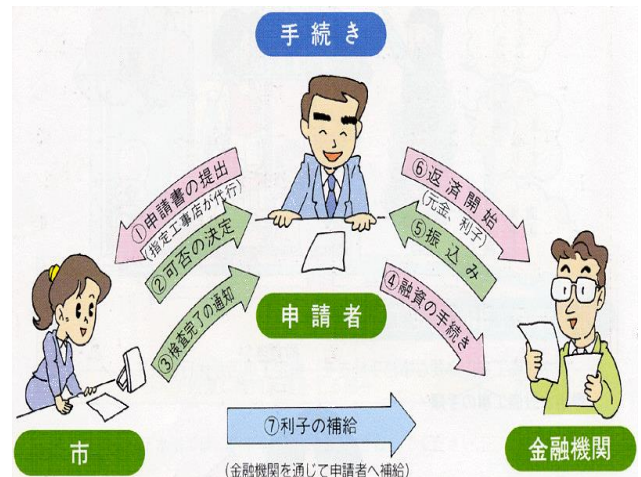 手続き
①申請書の提出
(指定工事店が代行)
②可否の決定
③検査完了の通知
⑥返済開始
(元金、利子)
⑤振込み
④融資の手続き
申請者
市
⑦利子の補給
(金融機関を通じて申請者へ補給)
金融機関